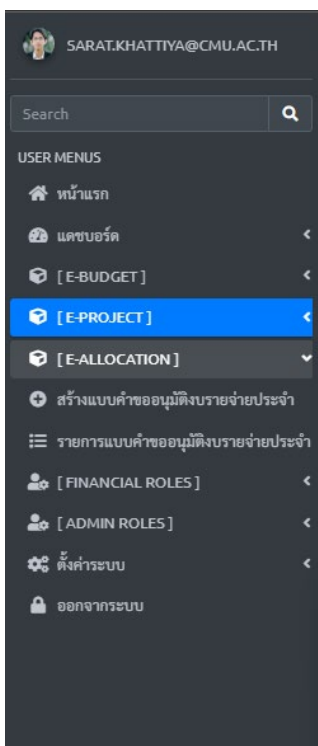 SARAT.KHATTIYA@CMU.AC.TH
Search
USER MENUS
หน้าแรก
แดชบอร์ด
[ E-BUDGET ]
[ E-PROJECT ]
[ E-ALLOCATION ]
สร้างแบบคำขออนุมัติงบรายจ่ายประจำ
รายการแบบคำขออนุมัติงบรายจ่ายประจำ
[ FINANCIAL ROLES ]
[ ADMIN ROLES ]
ตั้งค่าระบบ
ออกจากระบบ